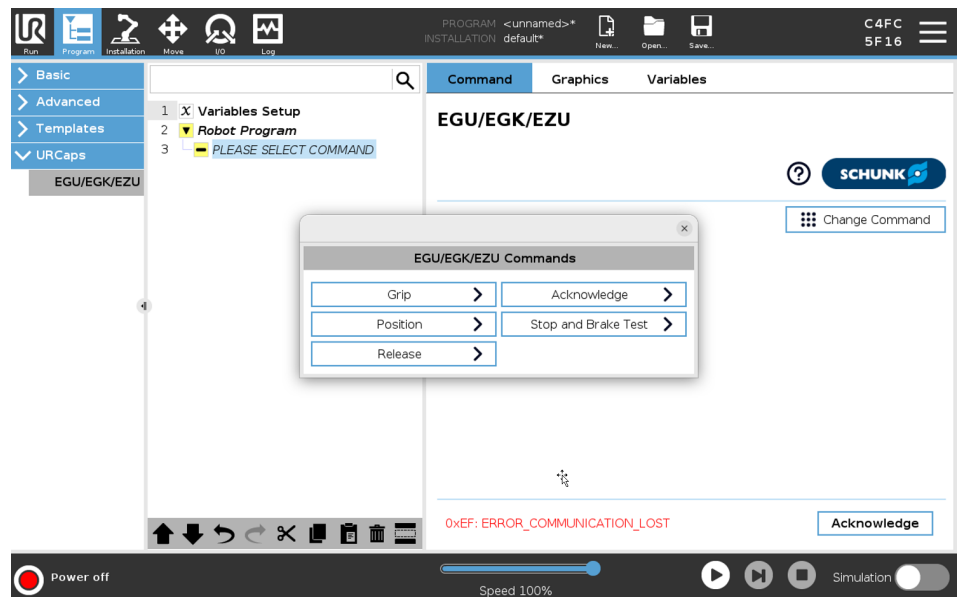 PROGRAM <unnamed>*
INSTALLATION default*
C4FC
5F16
Run Program Installation Move I/O Log New... Open... Save...
Basic
Advanced
Templates
URCaps
EGU/EGK/EZU
1 X Variables Setup
2 Robot Program
3 PLEASE SELECT COMMAND
Command Graphics Variables
EGU/EGK/EZU
SCHUNK
Change Command
EGU/EGK/EZU Commands
Grip Acknowledge
Position Stop and Brake Test
Release
0xEF: ERROR_COMMUNICATION_LOST Acknowledge
Power off
Speed 100%
Simulation